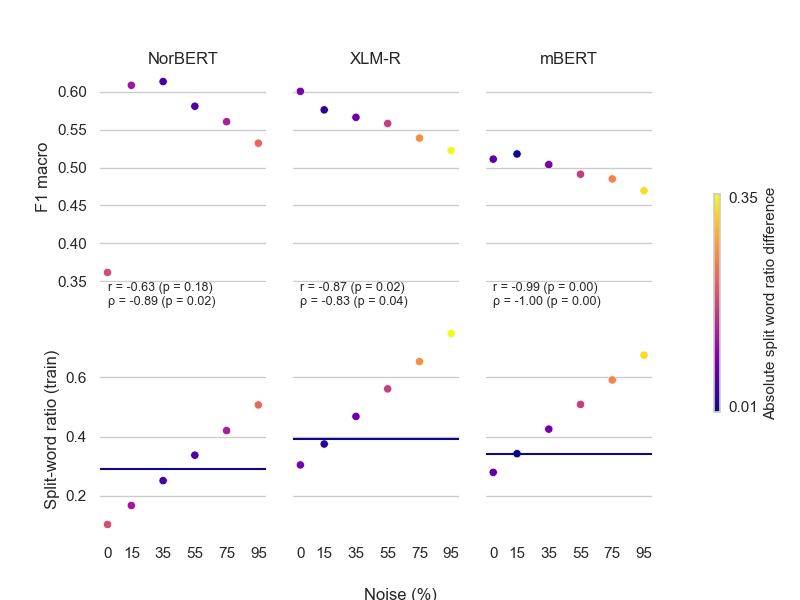 NorBERT XLM-R mBERT
F1 macro
0.60
0.55
0.50
0.45
0.40
0.35
r = -0.63 (p = 0.18)
ρ = -0.89 (p = 0.02)
r = -0.87 (p = 0.02)
ρ = -0.83 (p = 0.04)
r = -0.99 (p = 0.00)
ρ = -1.00 (p = 0.00)
Split-word ratio (train)
0.6
0.4
0.2
0 15 35 55 75 95
0 15 35 55 75 95
0 15 35 55 75 95
Noise (%)
0.35
0.01
Absolute split word ratio difference